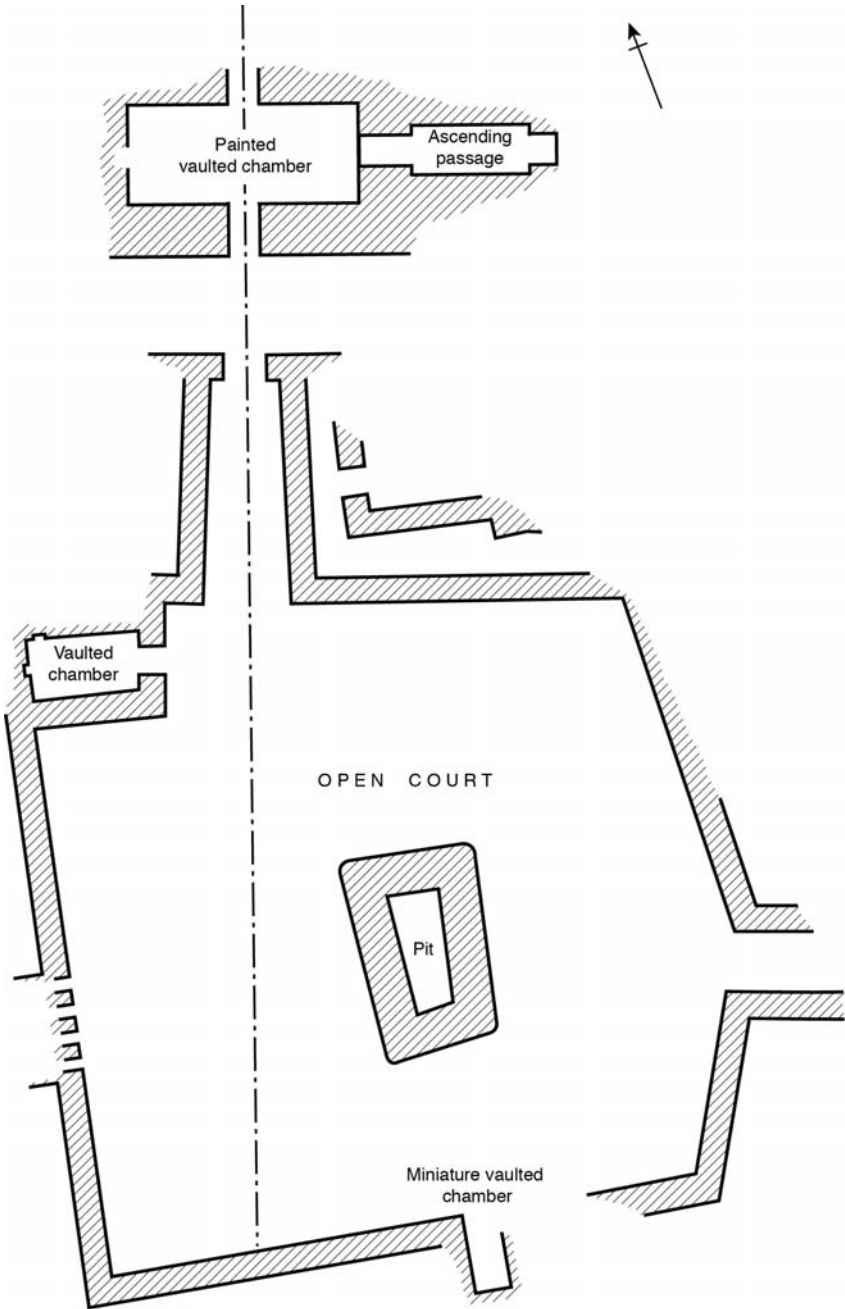 Painted
vaulted chamber
Ascending
passage
Vaulted
chamber
OPEN COURT
Pit
Miniature vaulted
chamber